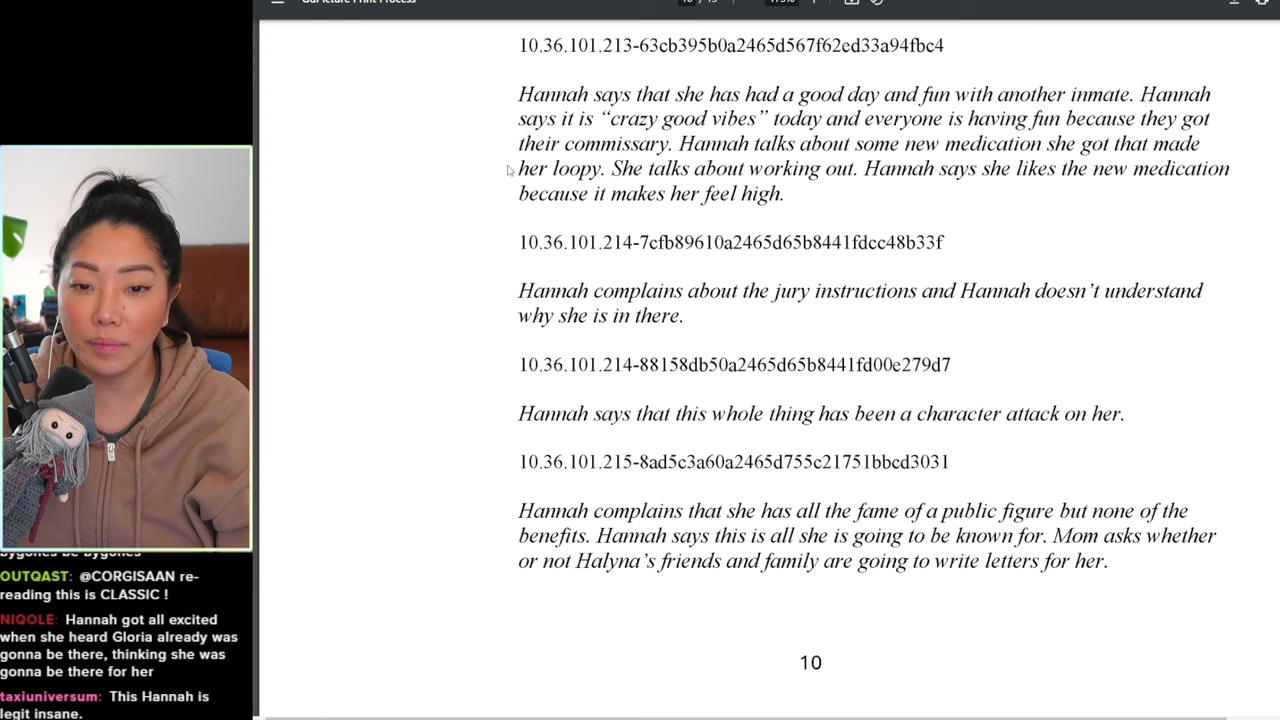 10.36.101.213-63cb395b0a2465d567f62ed33a94fbc4
Hannah says that she has had a good day and fun with another inmate. Hannah
says it is “crazy good vibes” today and everyone is having fun because they got
their commissary. Hannah talks about some new medication she got that made
her loopy. She talks about working out. Hannah says she likes the new medication
because it makes her feel high.
10.36.101.214-7cfb89610a2465d65b8441fdcc48b33f
Hannah complains about the jury instructions and Hannah doesn’t understand
why she is in there.
10.36.101.214-88158db50a2465d65b8441fd00e279d7
Hannah says that this whole thing has been a character attack on her.
10.36.101.215-8ad5c3a60a2465d755c21751bbcd3031
Hannah complains that she has all the fame of a public figure but none of the
benefits. Hannah says this is all she is going to be known for. Mom asks whether
or not Halyna’s friends and family are going to write letters for her.
10
bygones be bygones
OUTQAST: @CORGISAAN re-
reading this is CLASSIC !
NIQOLE: Hannah got all excited
when she heard Gloria already was
gonna be there, thinking she was
gonna be there for her
taxiuniversum: This Hannah is
legit insane.